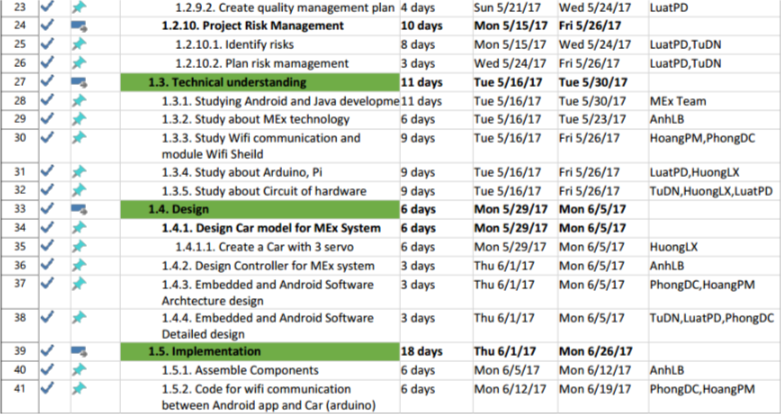 23 1.2.9.2. Create quality management plan 4 days Sun 5/21/17 Wed 5/24/17 LuatPD
24 1.2.10. Project Risk Management 10 days Mon 5/15/17 Fri 5/26/17
25 1.2.10.1. Identify risks 8 days Mon 5/15/17 Wed 5/24/17 LuatPD,TuDN
26 1.2.10.2. Plan risk mamagement 3 days Wed 5/24/17 Fri 5/26/17 LuatPD,TuDN
27 1.3. Technical understanding 11 days Tue 5/16/17 Tue 5/30/17
28 1.3.1. Studying Android and Java developme 11 days Tue 5/16/17 Tue 5/30/17 MEx Team
29 1.3.2. Study about MEx technology 6 days Tue 5/16/17 Tue 5/23/17 AnhLB
30 1.3.3. Study Wifi communication and 9 days Tue 5/16/17 Fri 5/26/17 HoangPM,PhongDC
module Wifi Sheild
31 1.3.4. Study about Arduino, Pi 9 days Tue 5/16/17 Fri 5/26/17 LuatPD,HuongLX
32 1.3.5. Study about Circuit of hardware 9 days Tue 5/16/17 Fri 5/26/17 TuDN,HuongLX,LuatPD
33 1.4. Design 6 days Mon 5/29/17 Mon 6/5/17
34 1.4.1. Design Car model for MEx System 6 days Mon 5/29/17 Mon 6/5/17
35 1.4.1.1. Create a Car with 3 servo 6 days Mon 5/29/17 Mon 6/5/17 HuongLX
36 1.4.2. Design Controller for MEx system 3 days Thu 6/1/17 Mon 6/5/17 AnhLB
37 1.4.3. Embedded and Android Software 3 days Thu 6/1/17 Mon 6/5/17 PhongDC,HoangPM
Archtecture design
38 1.4.4. Embedded and Android Software 3 days Thu 6/1/17 Mon 6/5/17 TuDN,LuatPD,PhongDC
Detailed design
39 1.5. Implementation 18 days Thu 6/1/17 Mon 6/26/17
40 1.5.1. Assemble Components 6 days Mon 6/5/17 Mon 6/12/17 AnhLB
41 1.5.2. Code for wifi communication 6 days Mon 6/12/17 Mon 6/19/17 PhongDC,HoangPM
between Android app and Car (arduino)